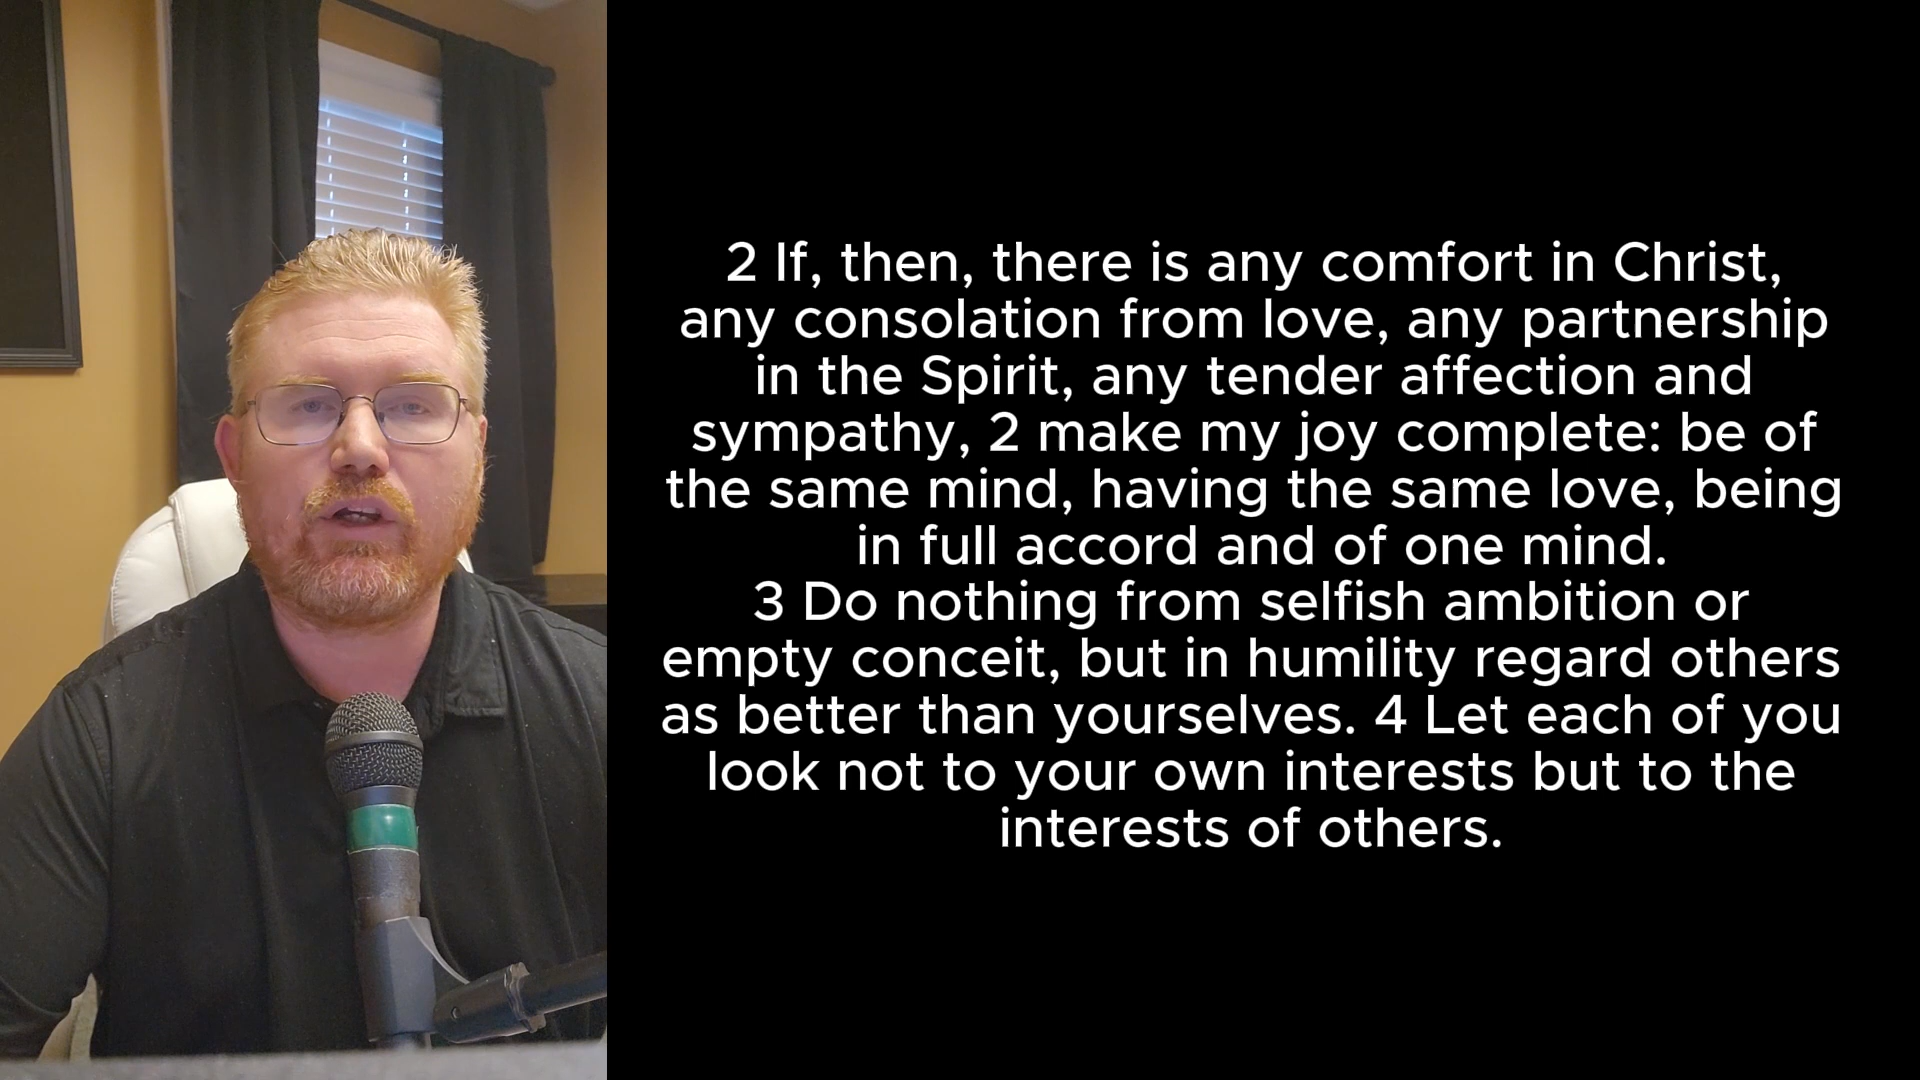 2 If, then, there is any comfort in Christ,
any consolation from love, any partnership
in the Spirit, any tender affection and
sympathy, 2 make my joy complete: be of
the same mind, having the same love, being
in full accord and of one mind.
3 Do nothing from selfish ambition or
empty conceit, but in humility regard others
as better than yourselves. 4 Let each of you
look not to your own interests but to the
interests of others.